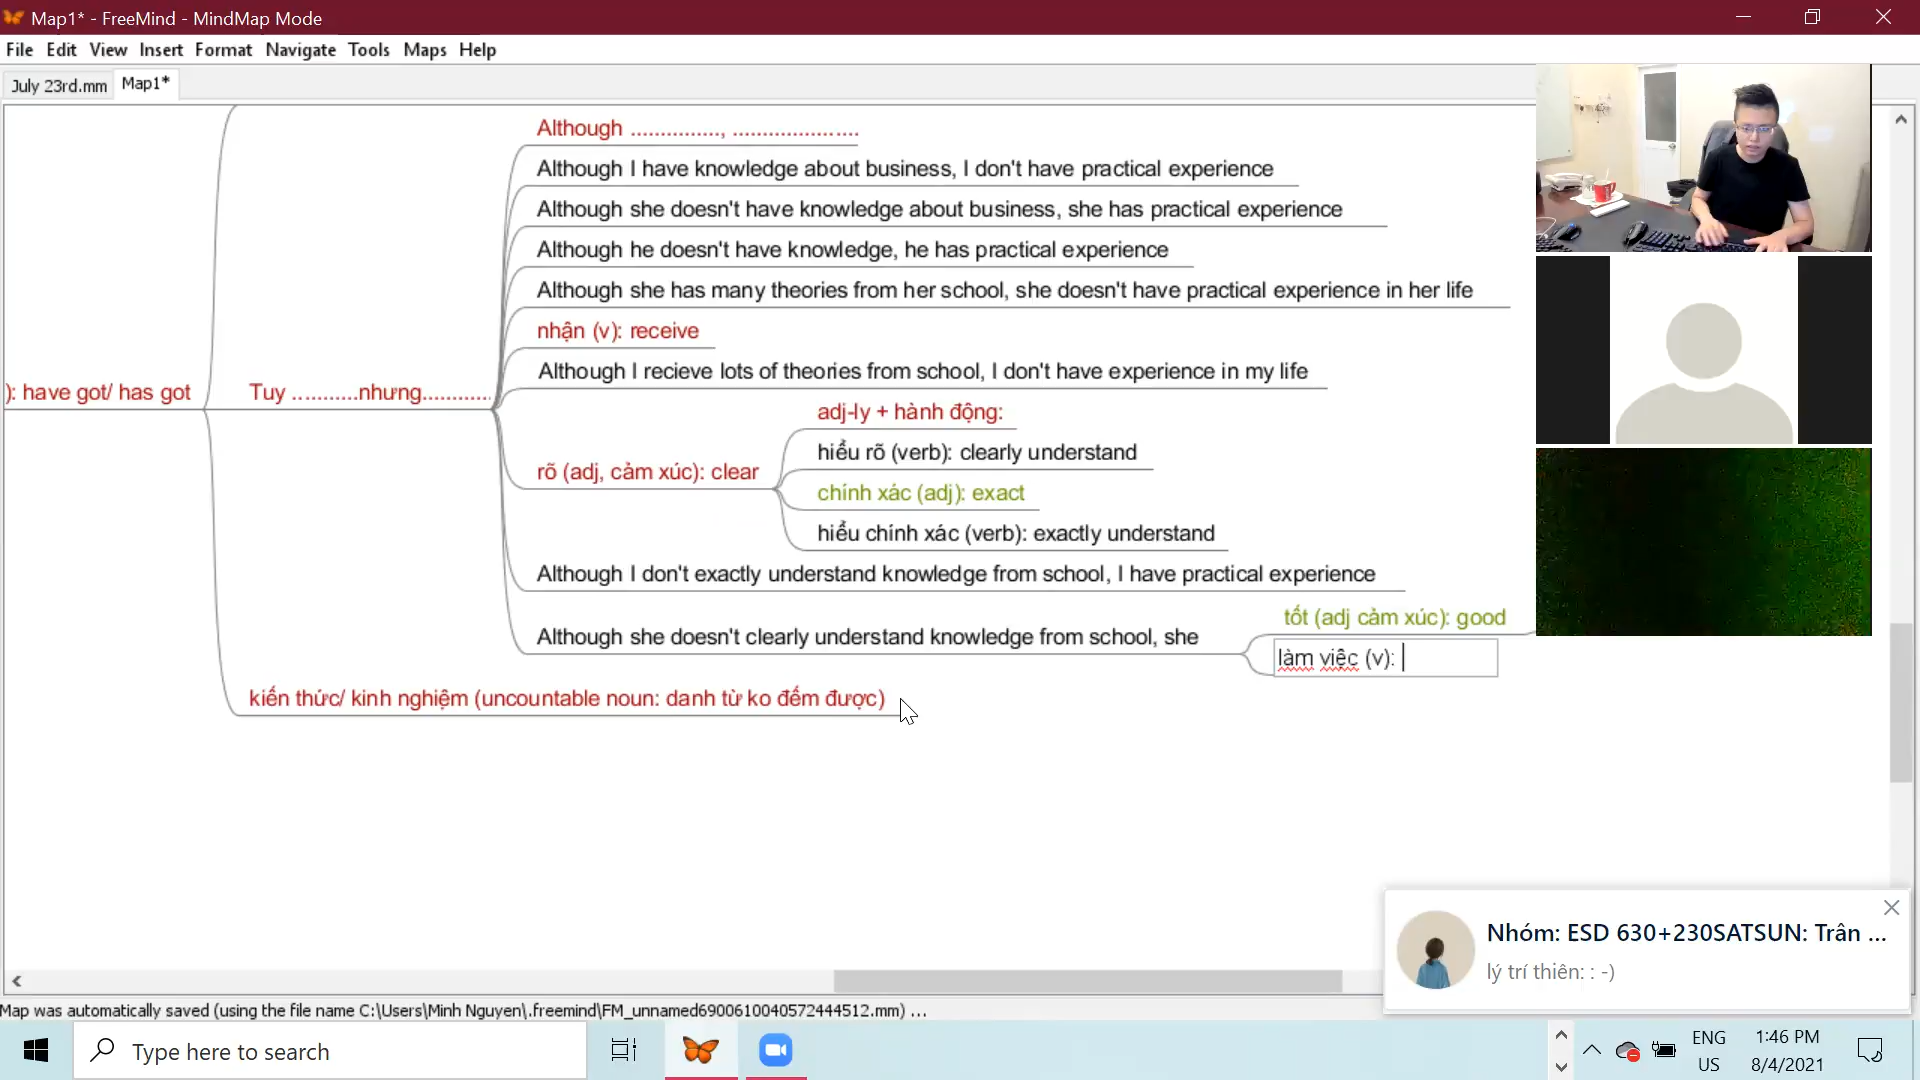 Map1* - FreeMind - MindMap Mode
File Edit View Insert Format Navigate Tools Maps Help
July 23rd.mm Map1*
Although ..............., ...................
Although I have knowledge about business, I don't have practical experience
Although she doesn't have knowledge about business, she has practical experience
Although he doesn't have knowledge, he has practical experience
Although she has many theories from her school, she doesn't have practical experience in her life
nhận (v): receive
Although I recieve lots of theories from school, I don't have experience in my life
): have got/ has got
Tuy ...........nhưng............
adj-ly + hành động:
hiểu rõ (verb): clearly understand
rõ (adj, cảm xúc): clear
chính xác (adj): exact
hiểu chính xác (verb): exactly understand
Although I don't exactly understand knowledge from school, I have practical experience
tốt (adj cảm xúc): good
Although she doesn't clearly understand knowledge from school, she
làm việc (v):
kiến thức/ kinh nghiệm (uncountable noun: danh từ ko đếm được)
Nhóm: ESD 630+230SATSUN: Trân ...
lý trí thiên: : -)
Map was automatically saved (using the file name C:\Users\Minh Nguyen\.freemind\FM_unnamed6900610040572444512.mm) ...
Type here to search
ENG
US
1:46 PM
8/4/2021